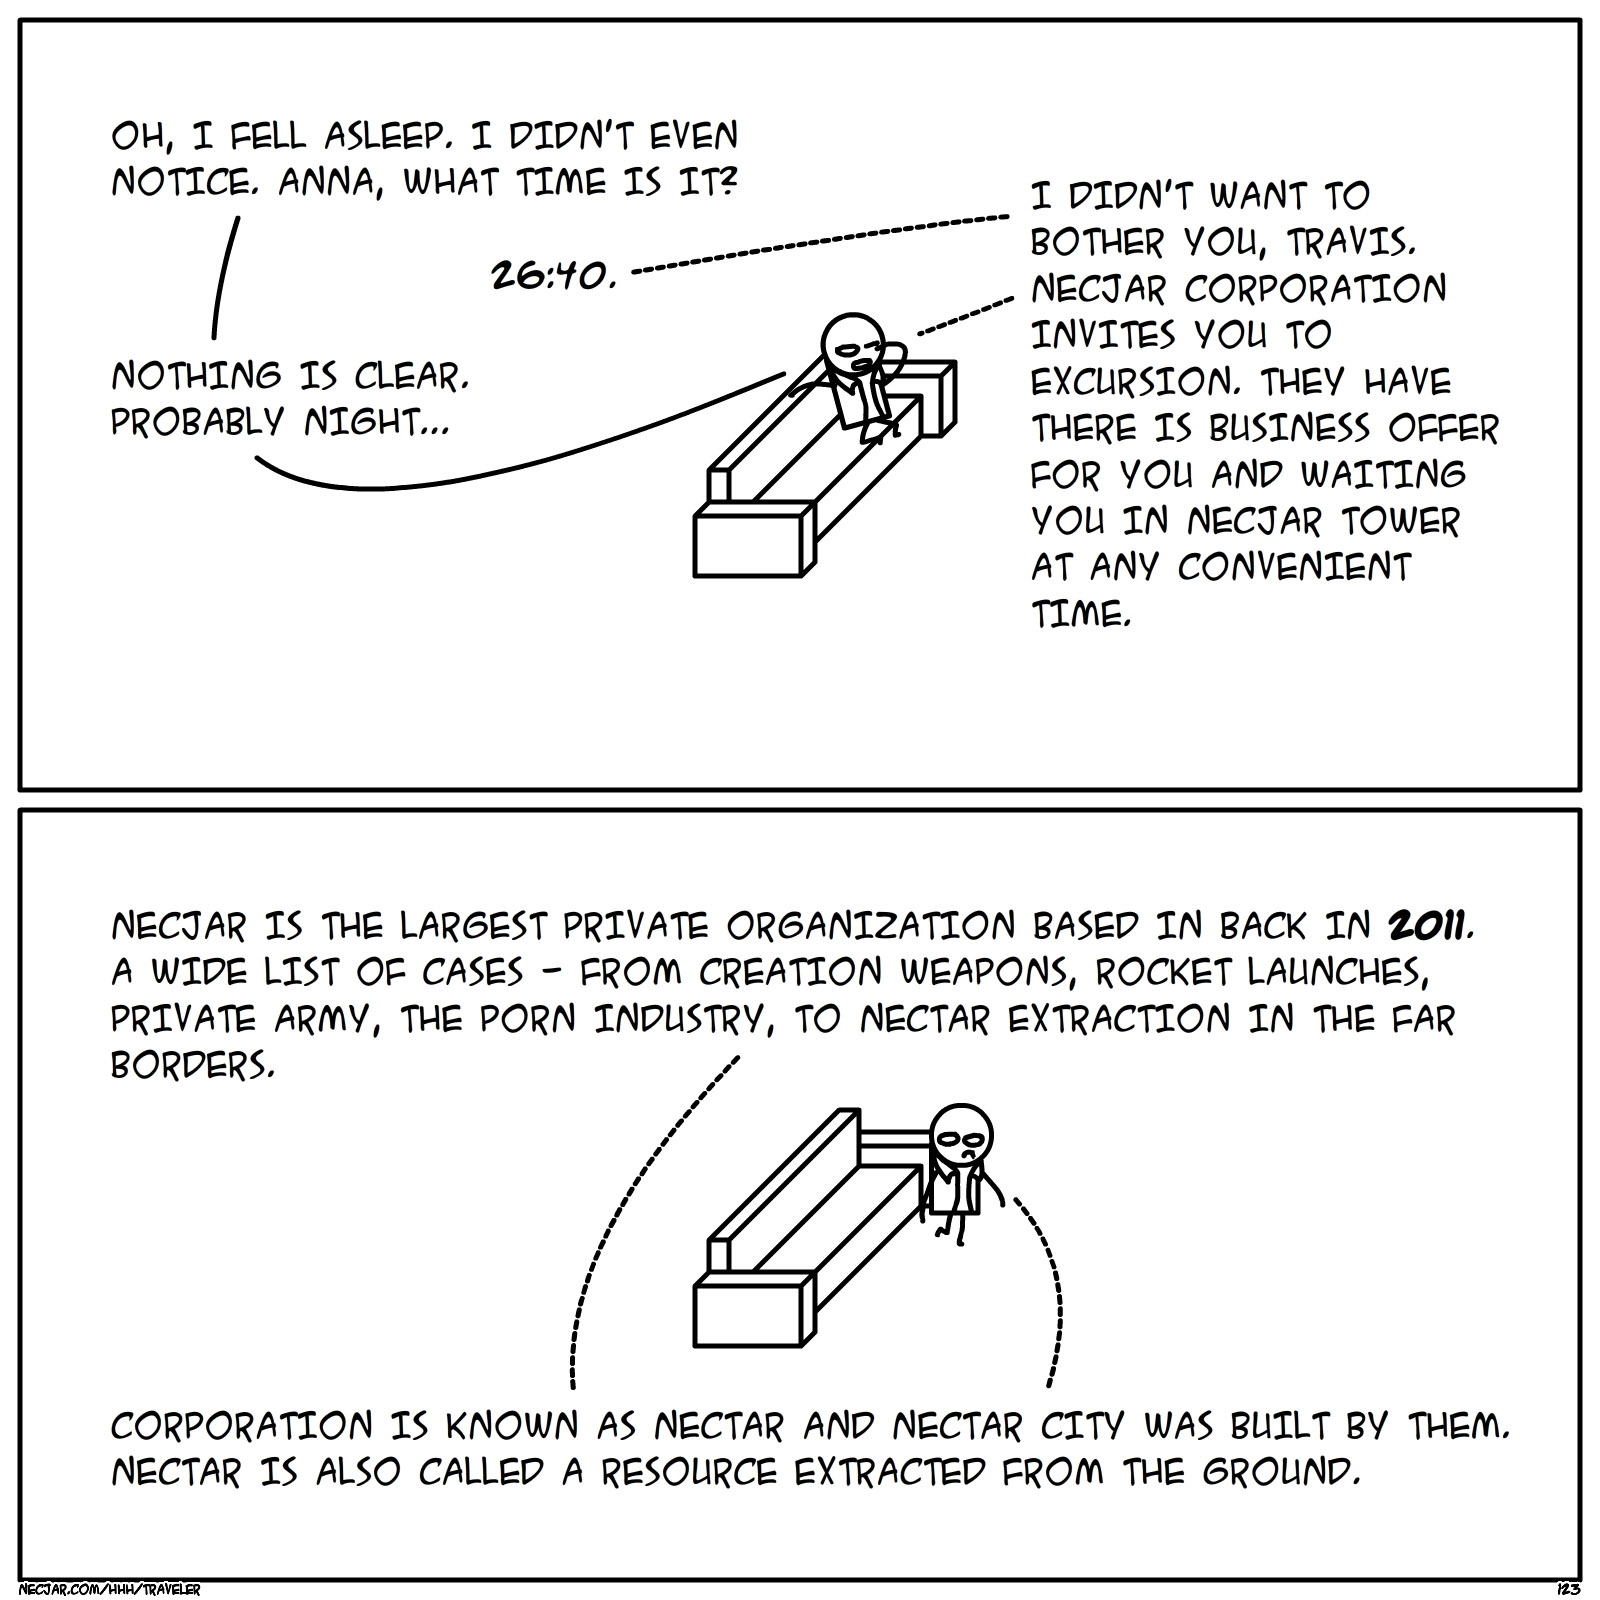 OH, I FELL ASLEEP. I DIDN'T EVEN
NOTICE. ANNA, WHAT TIME IS IT?
26:40.
NOTHING IS CLEAR.
PROBABLY NIGHT...
I DIDN'T WANT TO
BOTHER YOU, TRAVIS.
NECJAR CORPORATION
INVITES YOU TO
EXCURSION. THEY HAVE
THERE IS BUSINESS OFFER
FOR YOU AND WAITING
YOU IN NECJAR TOWER
AT ANY CONVENIENT
TIME.
NECJAR IS THE LARGEST PRIVATE ORGANIZATION BASED IN BACK IN 2011.
A WIDE LIST OF CASES - FROM CREATION WEAPONS, ROCKET LAUNCHES,
PRIVATE ARMY, THE PORN INDUSTRY, TO NECTAR EXTRACTION IN THE FAR
BORDERS.
CORPORATION IS KNOWN AS NECTAR AND NECTAR CITY WAS BUILT BY THEM.
NECTAR IS ALSO CALLED A RESOURCE EXTRACTED FROM THE GROUND.
NECJAR.COM/HHH/TRAVELER
123